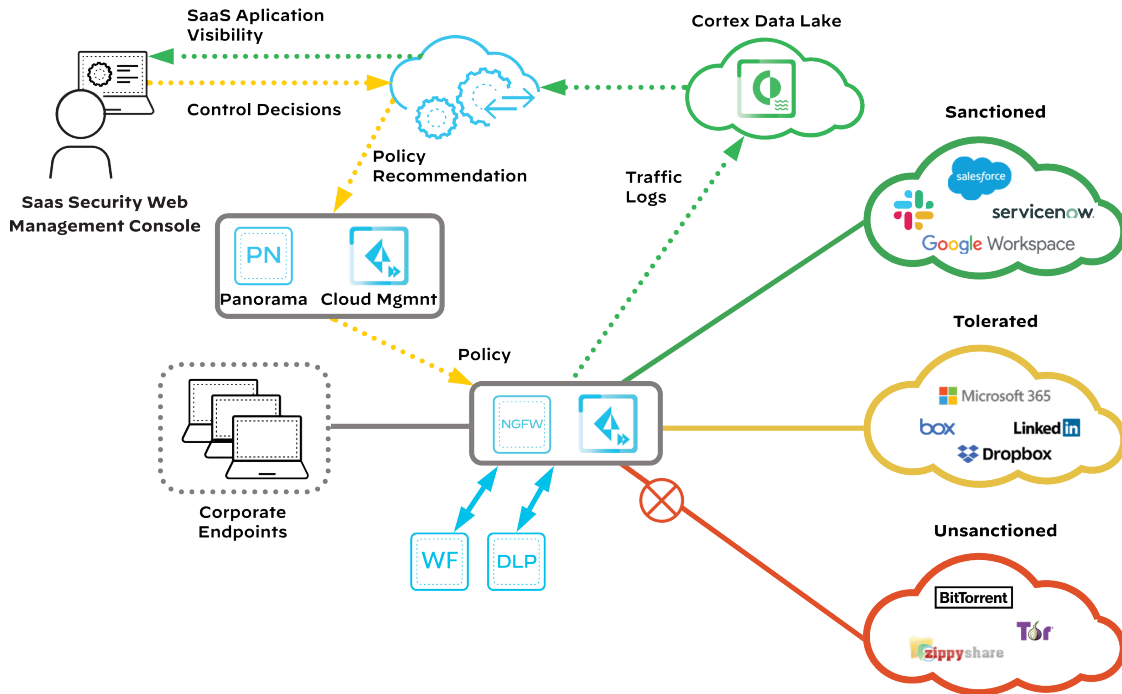 SaaS Aplication
Visibility
Control Decisions
Saas Security Web
Management Console
Policy
Recommendation
Cortex Data Lake
Traffic
Logs
PN
Panorama
Cloud Mgmnt
Policy
NGFW
Corporate
Endpoints
WF
DLP
Sanctioned
salesforce
servicenow.
Google Workspace
Tolerated
Microsoft 365
box
Linked in
Dropbox
Unsanctioned
BitTorrent
Tor
zippyshare